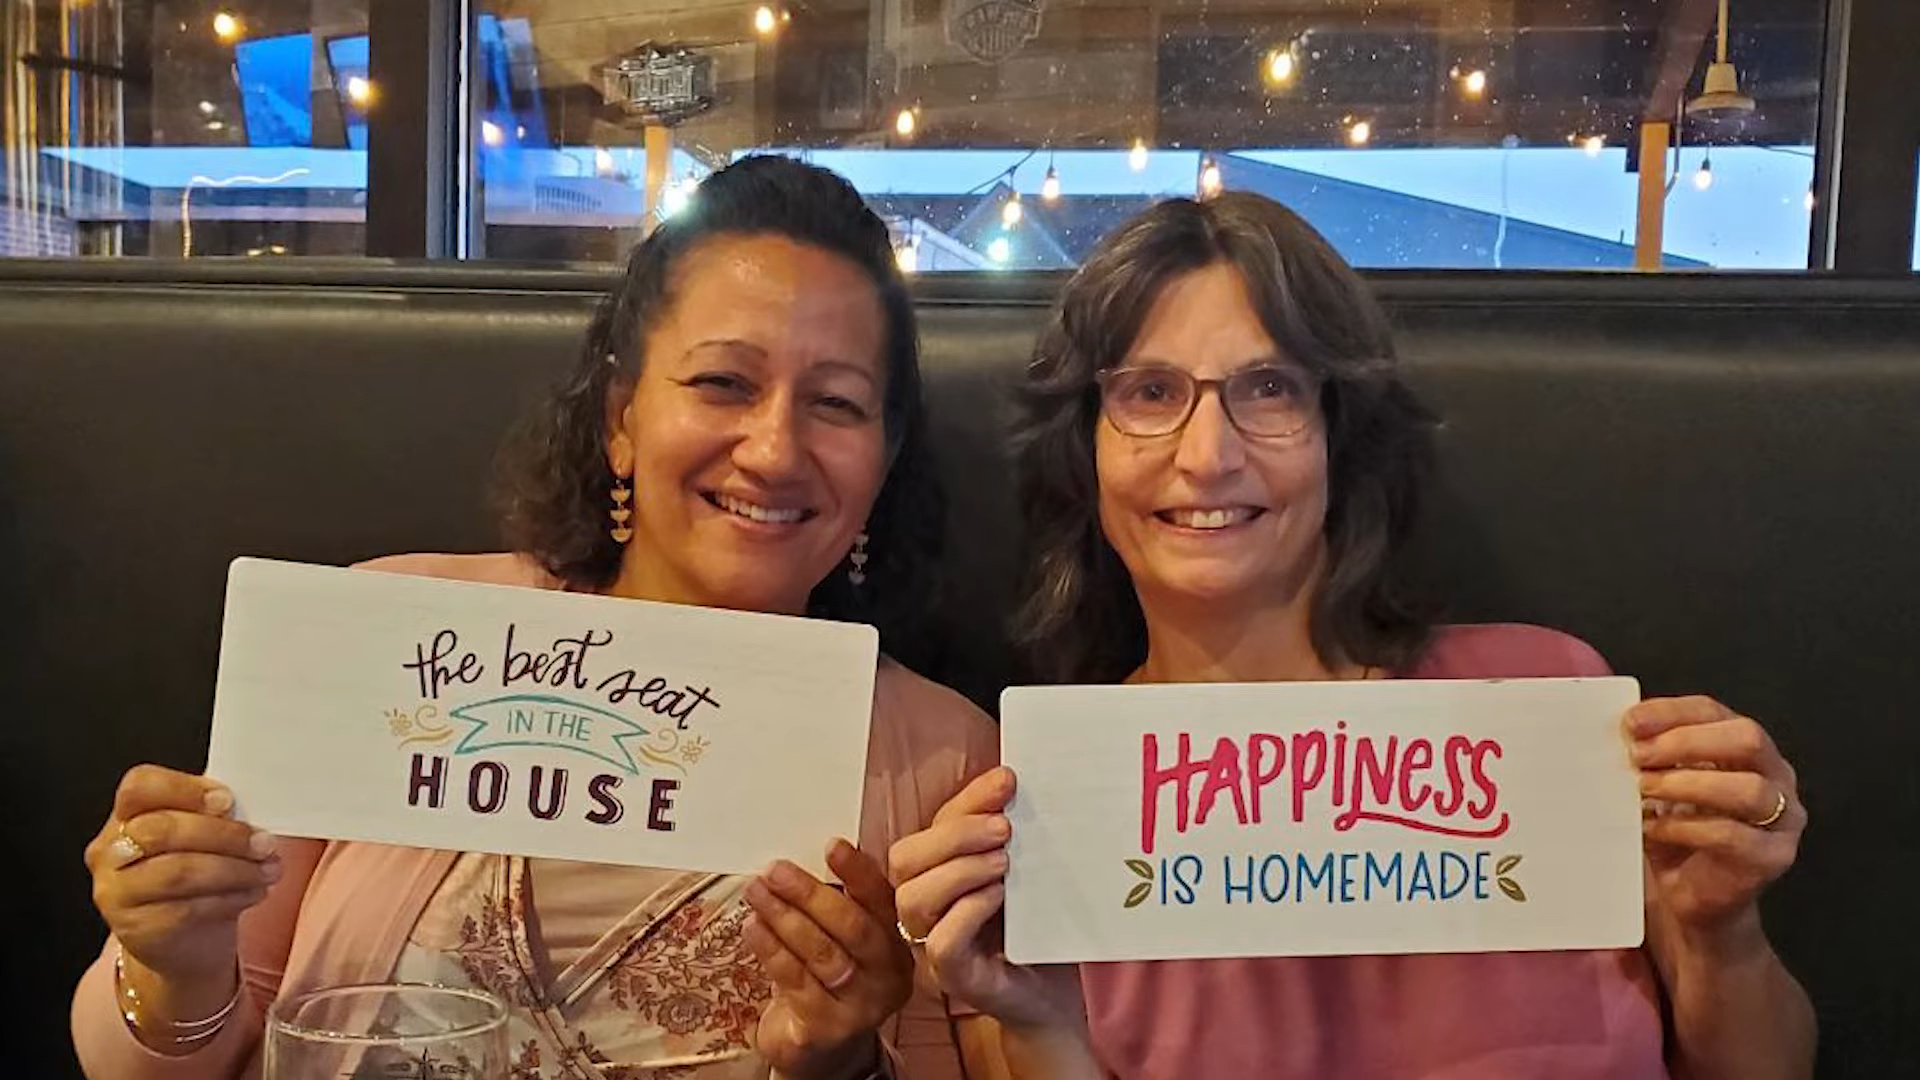 the best seat
IN THE
HOUSE
HAPPiNeSS
IS HOMEMADE